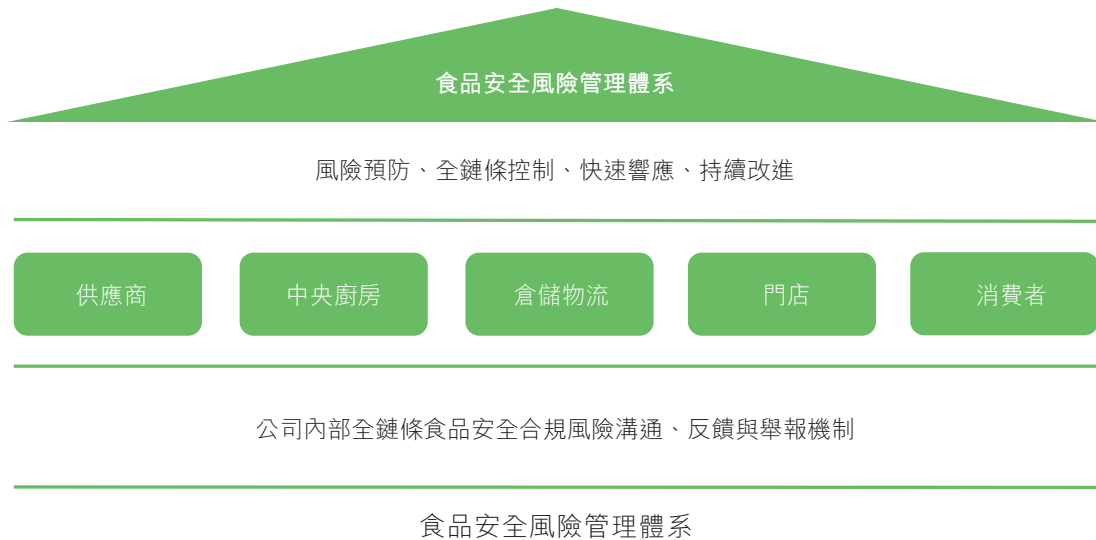 食品安全風險管理體系
風險預防、全鏈條控制、快速響應、持續改進
供應商
中央廚房
倉儲物流
門店
消費者
公司內部全鏈條食品安全合規風險溝通、反饋與舉報機制
食品安全風險管理體系